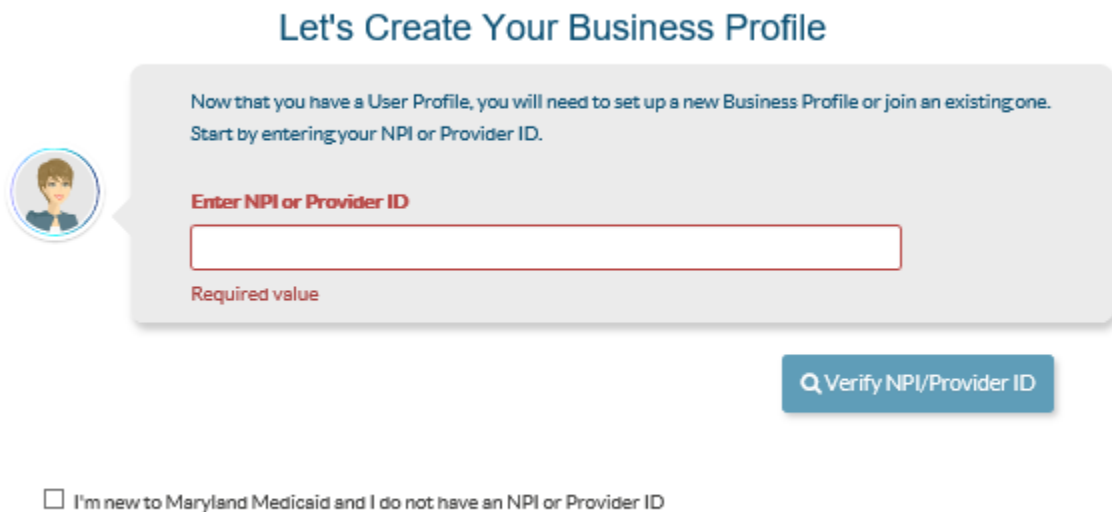 Let's Create Your Business Profile
Now that you have a User Profile, you will need to set up a new Business Profile or join an existing one.
Start by entering your NPI or Provider ID.
Enter NPI or Provider ID
Required value
Verify NPI/Provider ID
I'm new to Maryland Medicaid and I do not have an NPI or Provider ID